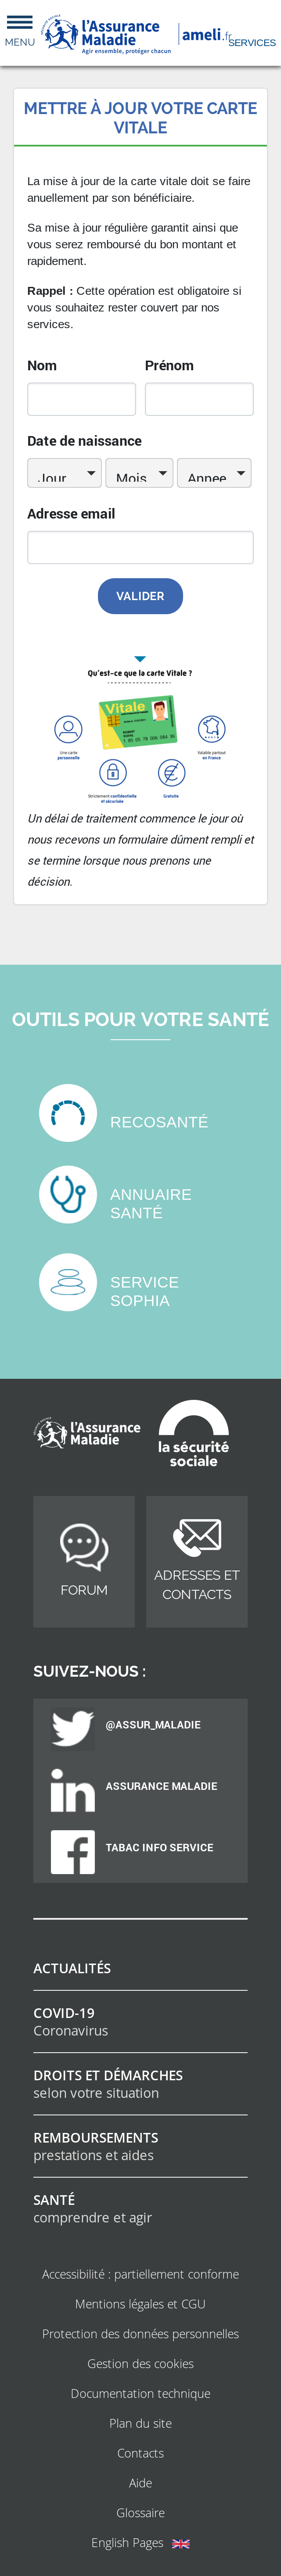 MENU
l'Assurance
Maladie
Agir ensemble, protéger chacun
ameli.fr
SERVICES
METTRE À JOUR VOTRE CARTE
VITALE
La mise à jour de la carte vitale doit se faire
anuellement par son bénéficiaire.
Sa mise à jour régulière garantit ainsi que
vous serez remboursé du bon montant et
rapidement.
Rappel : Cette opération est obligatoire si
vous souhaitez rester couvert par nos
services.
Nom
Prénom
Date de naissance
Jour
Mois
Annee
Adresse email
VALIDER
Qu'est-ce que la carte Vitale ?
Vitale
Une carte
personnelle
Valable partout
en France
Strictement confidentielle
et sécurisée
Gratuite
Un délai de traitement commence le jour où
nous recevons un formulaire dûment rempli et
se termine lorsque nous prenons une
décision.
OUTILS POUR VOTRE SANTÉ
RECOSANTÉ
ANNUAIRE
SANTÉ
SERVICE
SOPHIA
l'Assurance
Maladie
la sécurité
sociale
FORUM
ADRESSES ET
CONTACTS
SUIVEZ-NOUS :
@ASSUR_MALADIE
ASSURANCE MALADIE
TABAC INFO SERVICE
ACTUALITÉS
COVID-19
Coronavirus
DROITS ET DÉMARCHES
selon votre situation
REMBOURSEMENTS
prestations et aides
SANTÉ
comprendre et agir
Accessibilité : partiellement conforme
Mentions légales et CGU
Protection des données personnelles
Gestion des cookies
Documentation technique
Plan du site
Contacts
Aide
Glossaire
English Pages